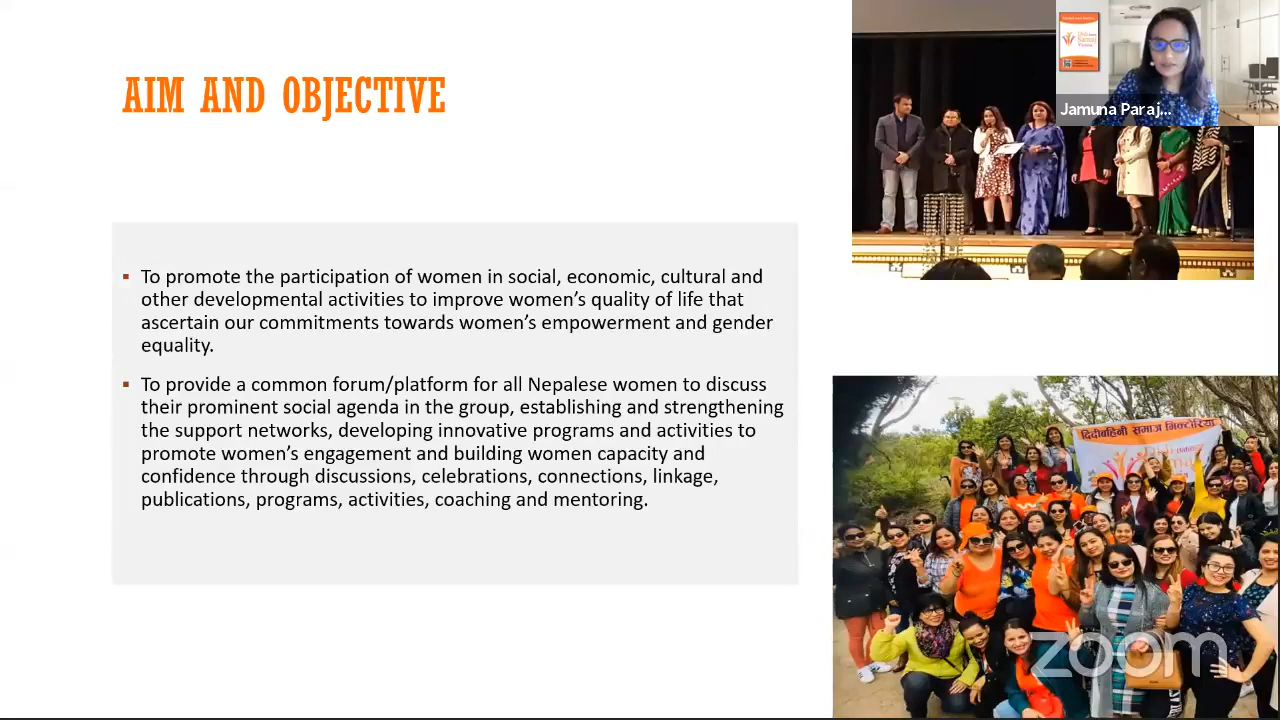 AIM AND OBJECTIVE
Jamuna Paraj...
To promote the participation of women in social, economic, cultural and
other developmental activities to improve women’s quality of life that
ascertain our commitments towards women’s empowerment and gender
equality.
To provide a common forum/platform for all Nepalese women to discuss
their prominent social agenda in the group, establishing and strengthening
the support networks, developing innovative programs and activities to
promote women’s engagement and building women capacity and
confidence through discussions, celebrations, connections, linkage,
publications, programs, activities, coaching and mentoring.
दिदीबहिनी समाज भिक्टोरिया
zoom